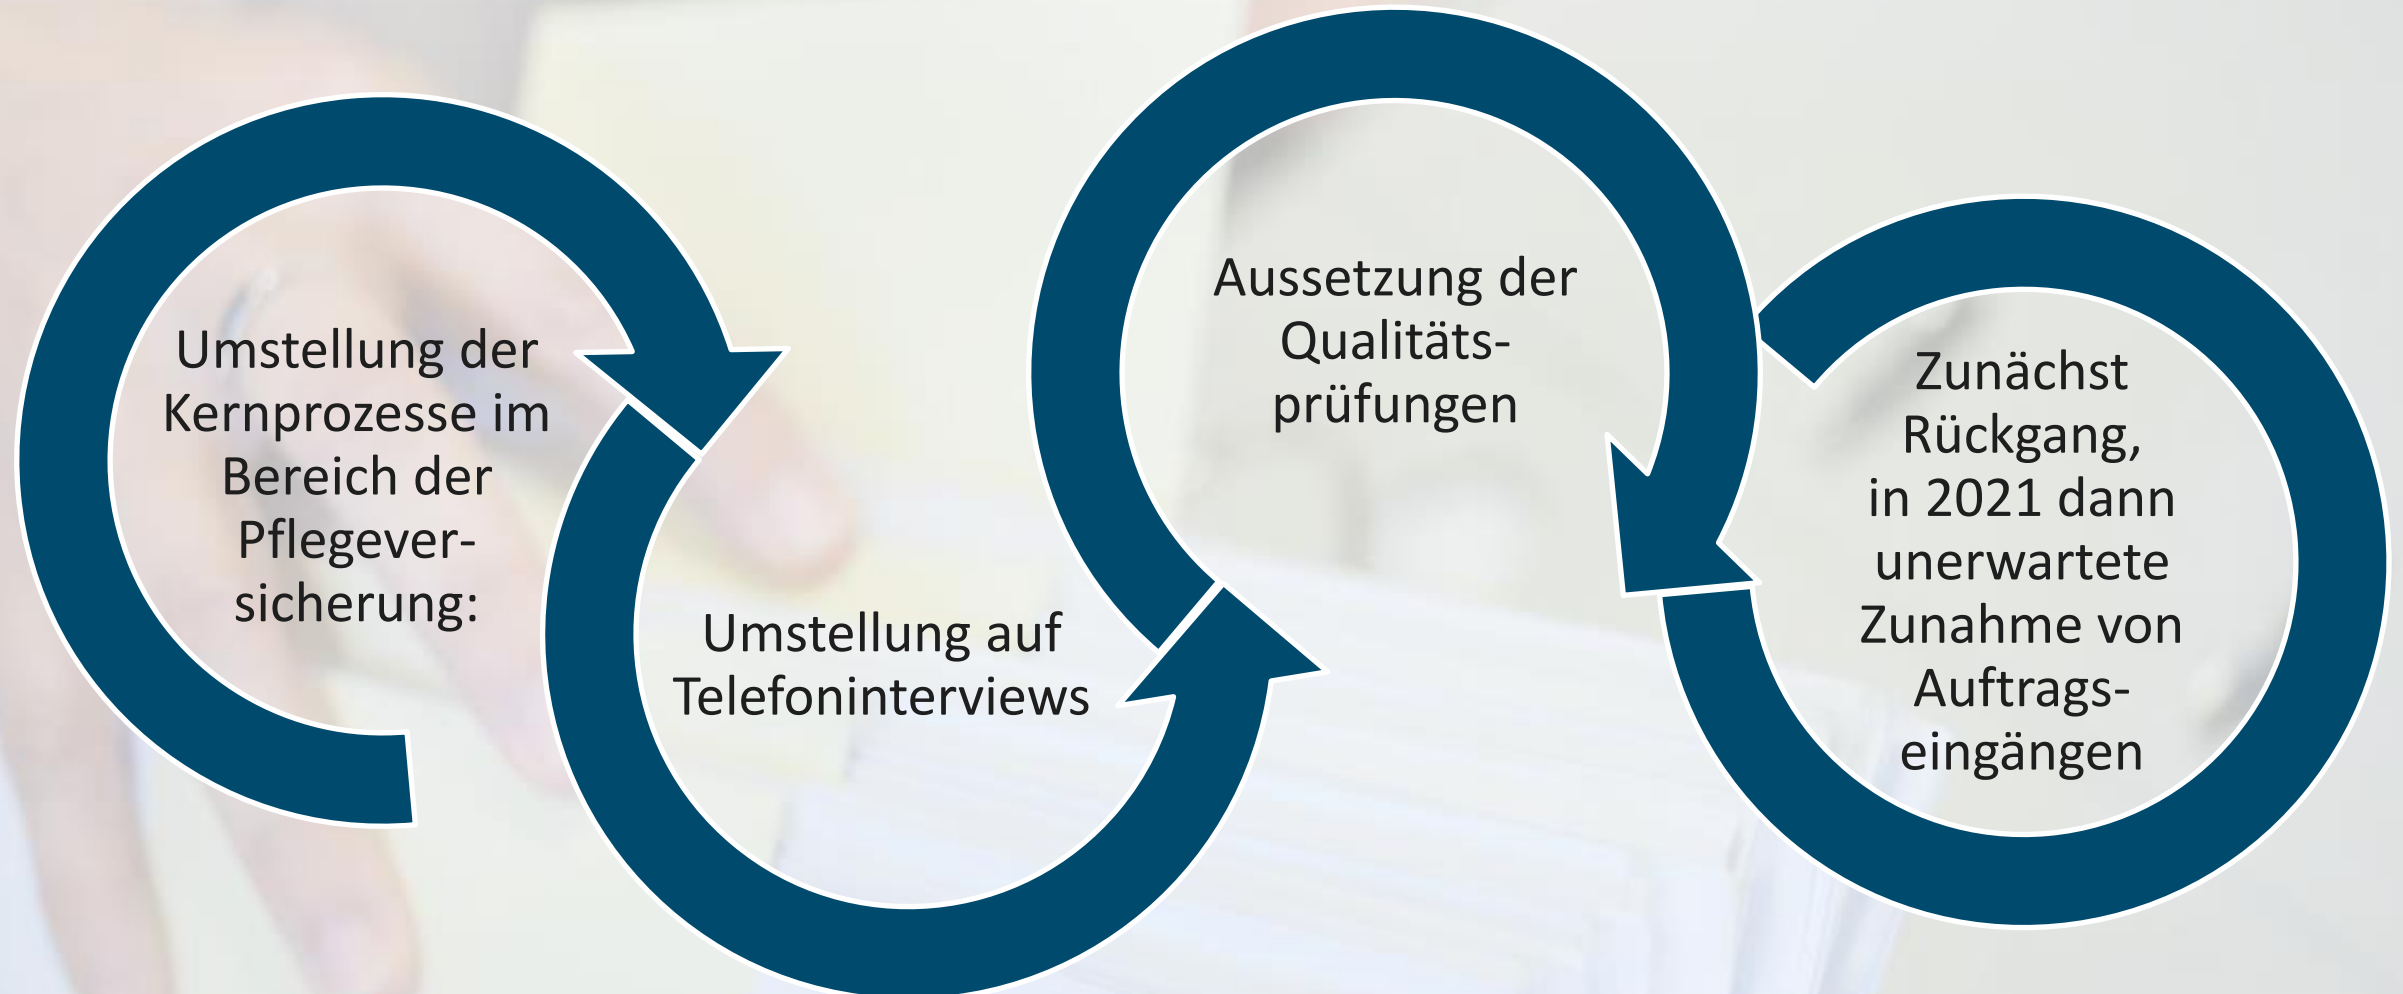 Umstellung der
Kernprozesse im
Bereich der
Pflegever-
sicherung:
Umstellung auf
Telefoninterviews
Aussetzung der
Qualitäts-
prüfungen
Zunächst
Rückgang,
in 2021 dann
unerwartete
Zunahme von
Auftrags-
eingängen